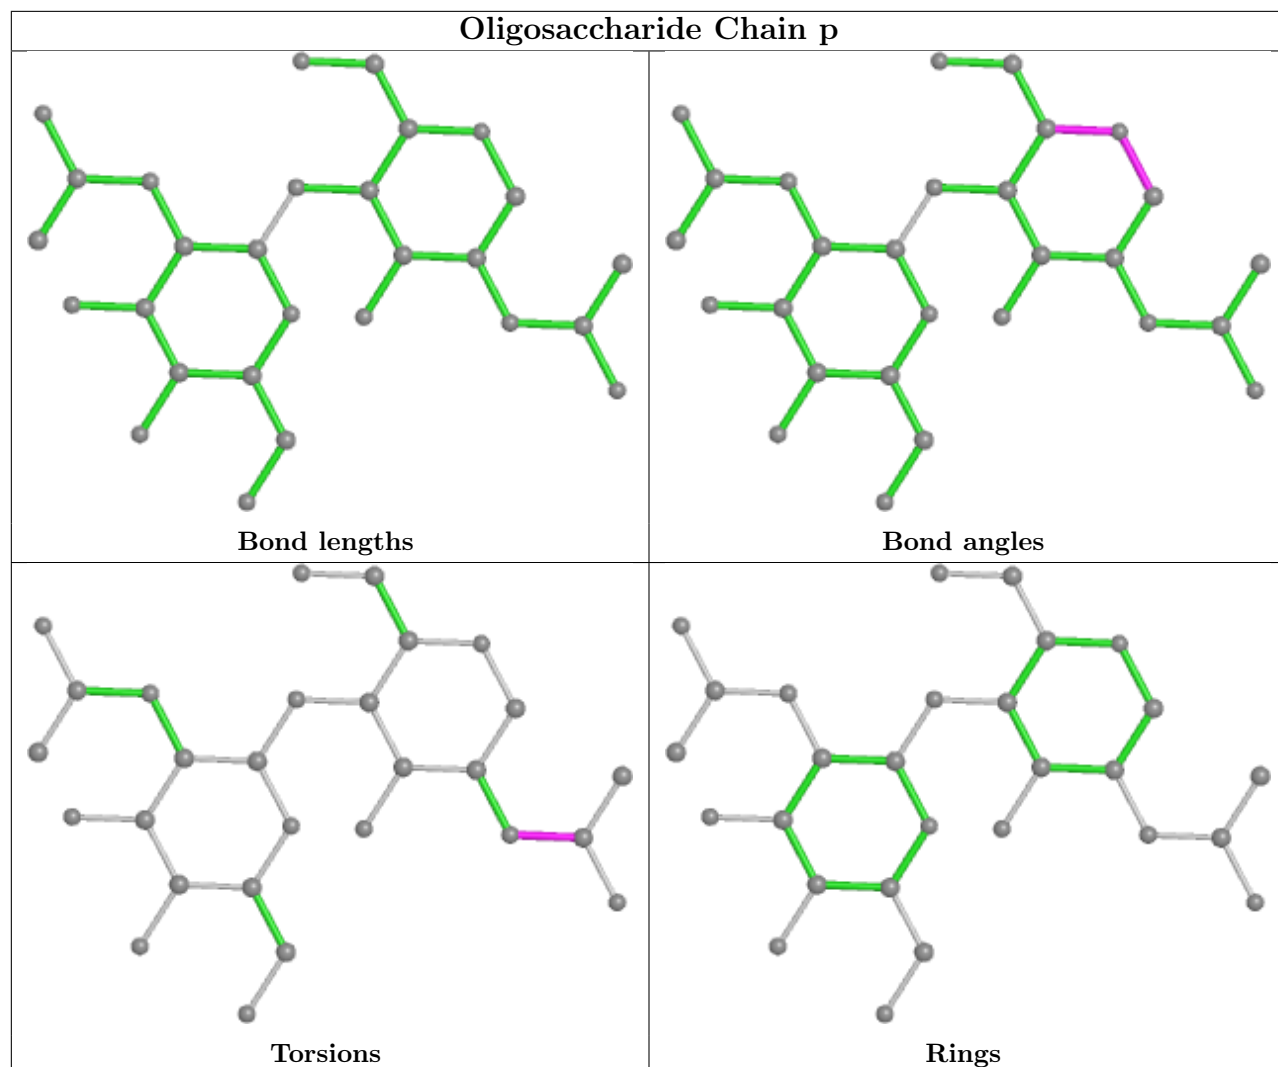 Oligosaccharide Chain p
Bond lengths
Bond angles
Torsions
Rings